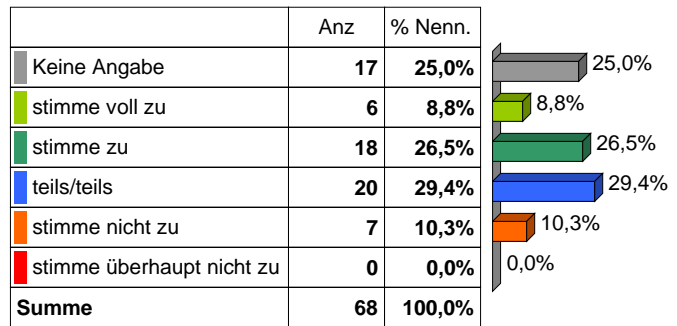 Anz % Nenn.
Keine Angabe 17 25,0% 25,0%
stimme voll zu 6 8,8% 8,8%
stimme zu 18 26,5% 26,5%
teils/teils 20 29,4% 29,4%
stimme nicht zu 7 10,3% 10,3%
stimme überhaupt nicht zu 0 0,0% 0,0%
Summe 68 100,0%